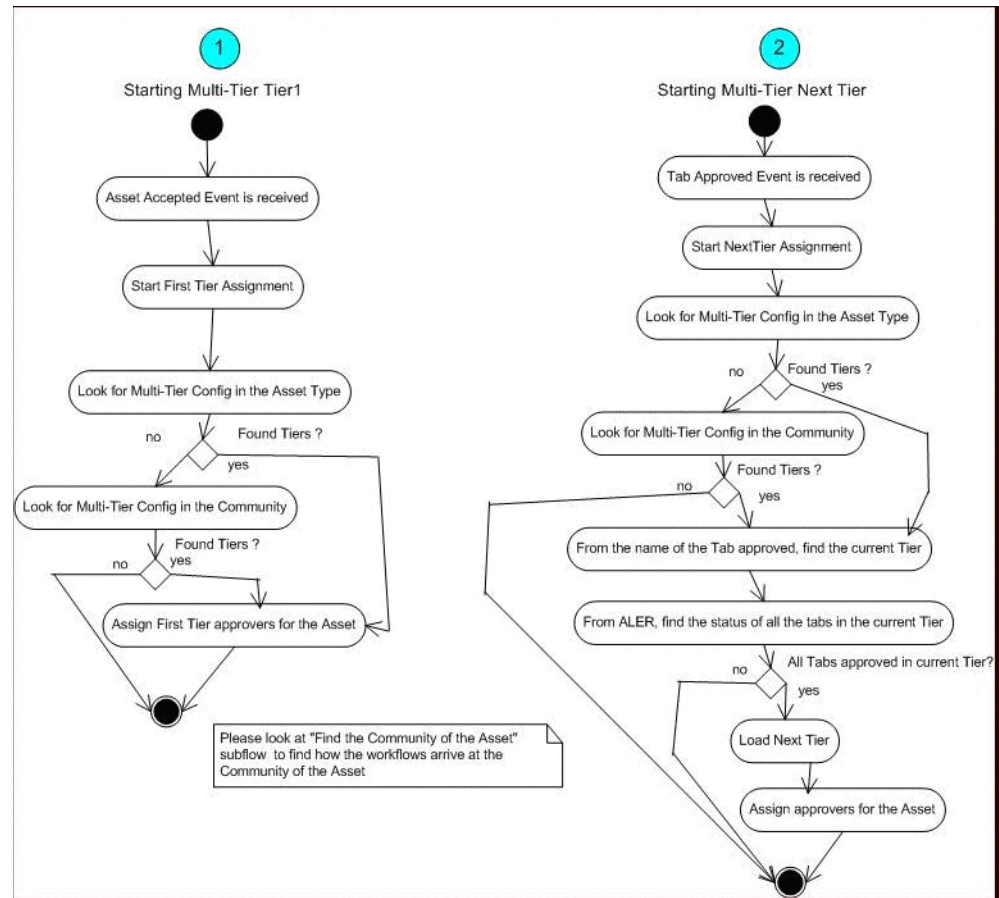 1
Starting Multi-Tier Tier1
Asset Accepted Event is received
Start First Tier Assignment
Look for Multi-Tier Config in the Asset Type
Found Tiers ?
no
yes
Look for Multi-Tier Config in the Community
Found Tiers ?
no
yes
Assign First Tier approvers for the Asset
Please look at "Find the Community of the Asset"
subflow to find how the workflows arrive at the
Community of the Asset
2
Starting Multi-Tier Next Tier
Tab Approved Event is received
Start NextTier Assignment
Look for Multi-Tier Config in the Asset Type
Found Tiers ?
no
yes
Look for Multi-Tier Config in the Community
Found Tiers ?
no
yes
From the name of the Tab approved, find the current Tier
From ALER, find the status of all the tabs in the current Tier
All Tabs approved in current Tier?
no
yes
Load Next Tier
Assign approvers for the Asset